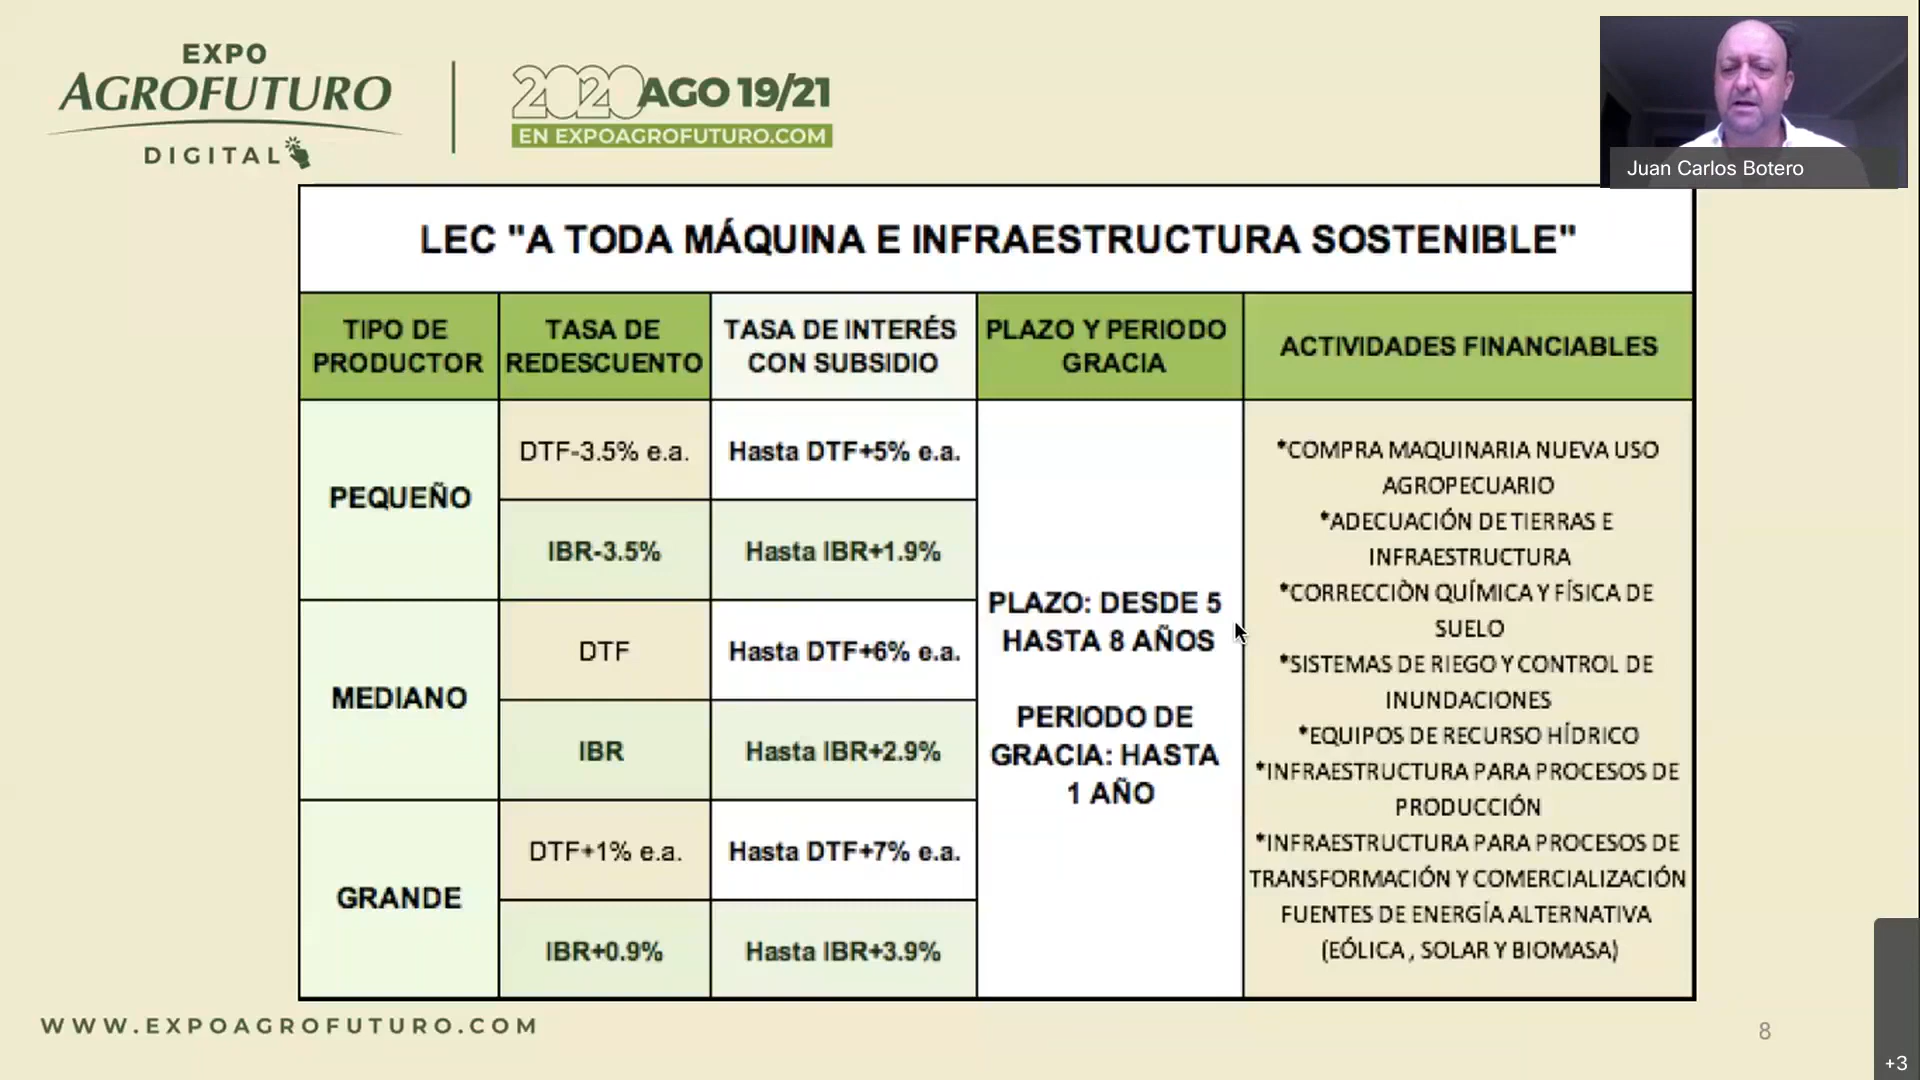 EXPO
AGROFUTURO
DIGITAL
2020 AGO 19/21
EN EXPOAGROFUTURO.COM
Juan Carlos Botero
LEC "A TODA MÁQUINA E INFRAESTRUCTURA SOSTENIBLE"
TIPO DE
PRODUCTOR
TASA DE
REDESCUENTO
TASA DE INTERÉS
CON SUBSIDIO
PLAZO Y PERIODO
GRACIA
ACTIVIDADES FINANCIABLES
PEQUEÑO
DTF-3.5% e.a.
Hasta DTF+5% e.a.
IBR-3.5%
Hasta IBR+1.9%
MEDIANO
DTF
Hasta DTF+6% e.a.
IBR
Hasta IBR+2.9%
GRANDE
DTF+1% e.a.
Hasta DTF+7% e.a.
IBR+0.9%
Hasta IBR+3.9%
PLAZO: DESDE 5
HASTA 8 AÑOS
PERIODO DE
GRACIA: HASTA
1 AÑO
*COMPRA MAQUINARIA NUEVA USO
AGROPECUARIO
*ADECUACIÓN DE TIERRAS E
INFRAESTRUCTURA
*CORRECCIÒN QUÍMICA Y FÍSICA DE
SUELO
*SISTEMAS DE RIEGO Y CONTROL DE
INUNDACIONES
*EQUIPOS DE RECURSO HÍDRICO
*INFRAESTRUCTURA PARA PROCESOS DE
PRODUCCIÓN
*INFRAESTRUCTURA PARA PROCESOS DE
TRANSFORMACIÓN Y COMERCIALIZACIÓN
FUENTES DE ENERGÍA ALTERNATIVA
(EÓLICA , SOLAR Y BIOMASA)
WWW.EXPOAGROFUTURO.COM
8
+3